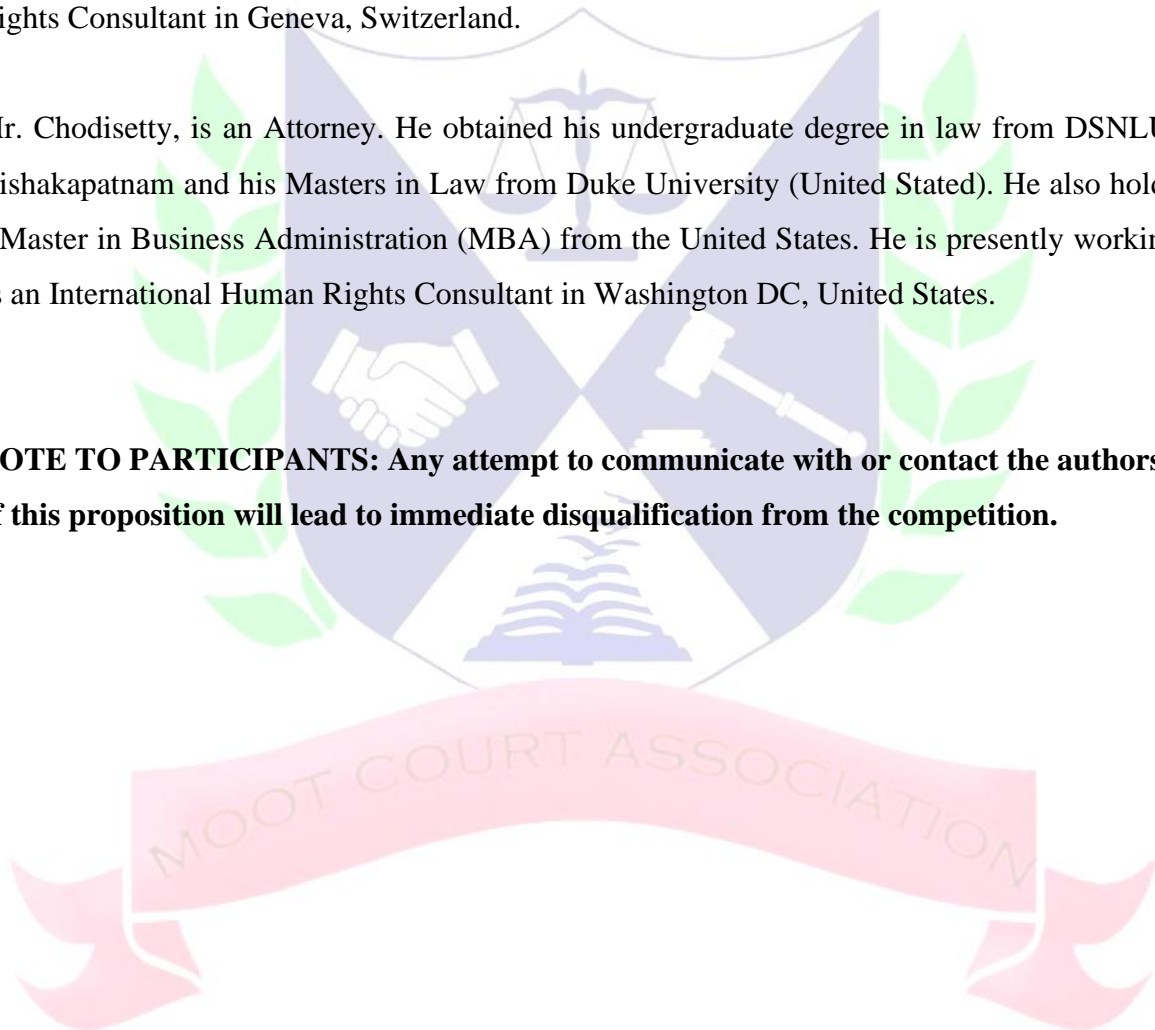 ights Consultant in Geneva, Switzerland.
r. Chodisetty, is an Attorney. He obtained his undergraduate degree in law from DSNLU
ishakapatnam and his Masters in Law from Duke University (United Stated). He also hold
Master in Business Administration (MBA) from the United States. He is presently workin
s an International Human Rights Consultant in Washington DC, United States.
OTE TO PARTICIPANTS: Any attempt to communicate with or contact the authors
f this proposition will lead to immediate disqualification from the competition.
MOOT COURT ASSOCIATION